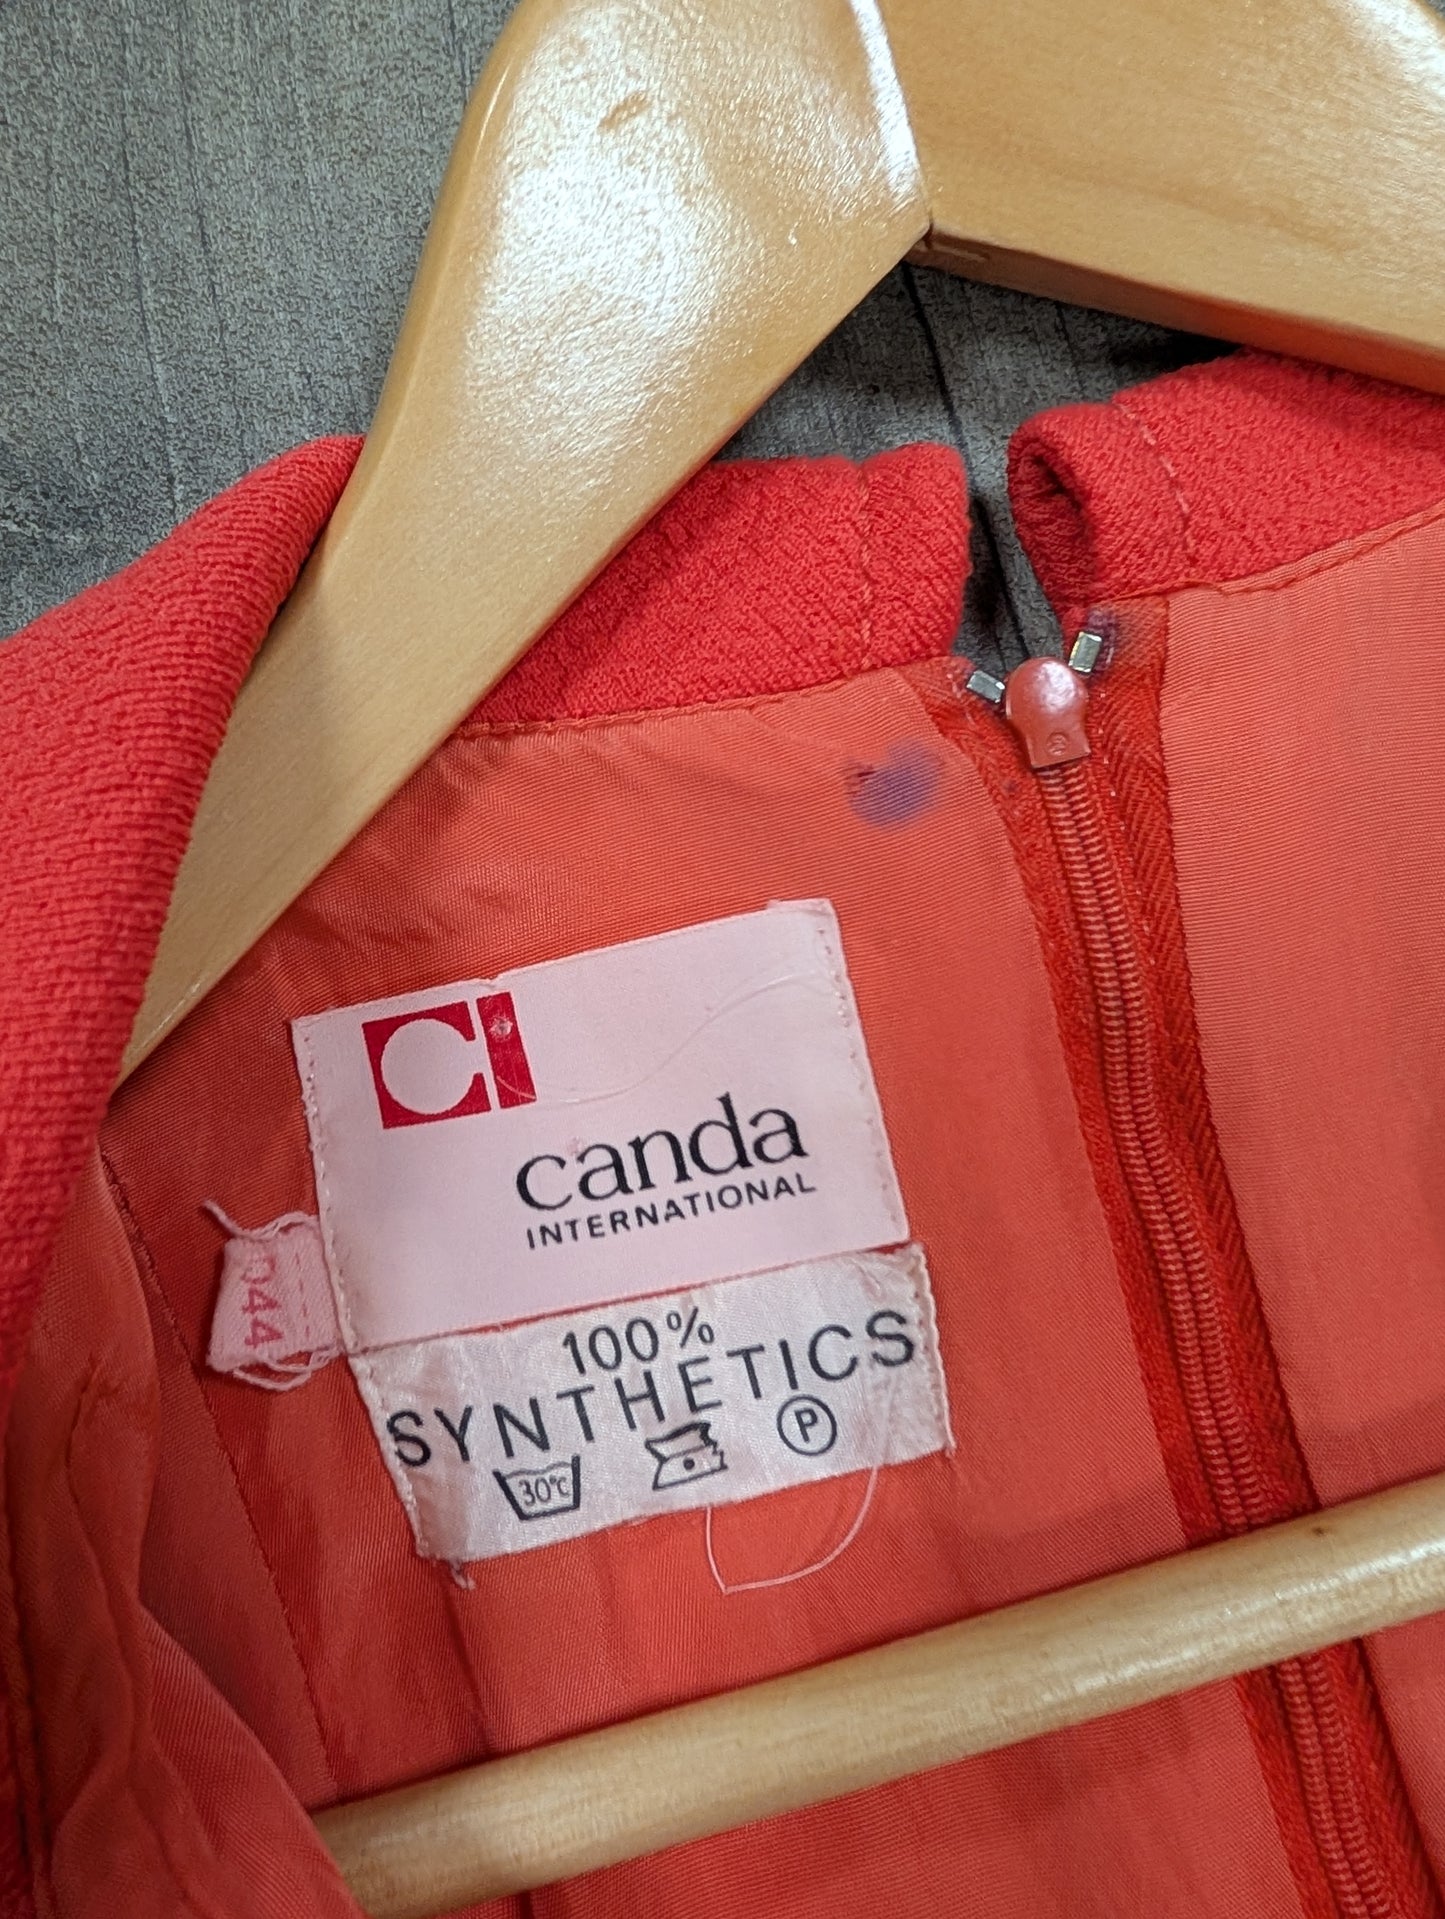 CI
canda
INTERNATIONAL
044
100%
SYNTHETICS
30°C
P